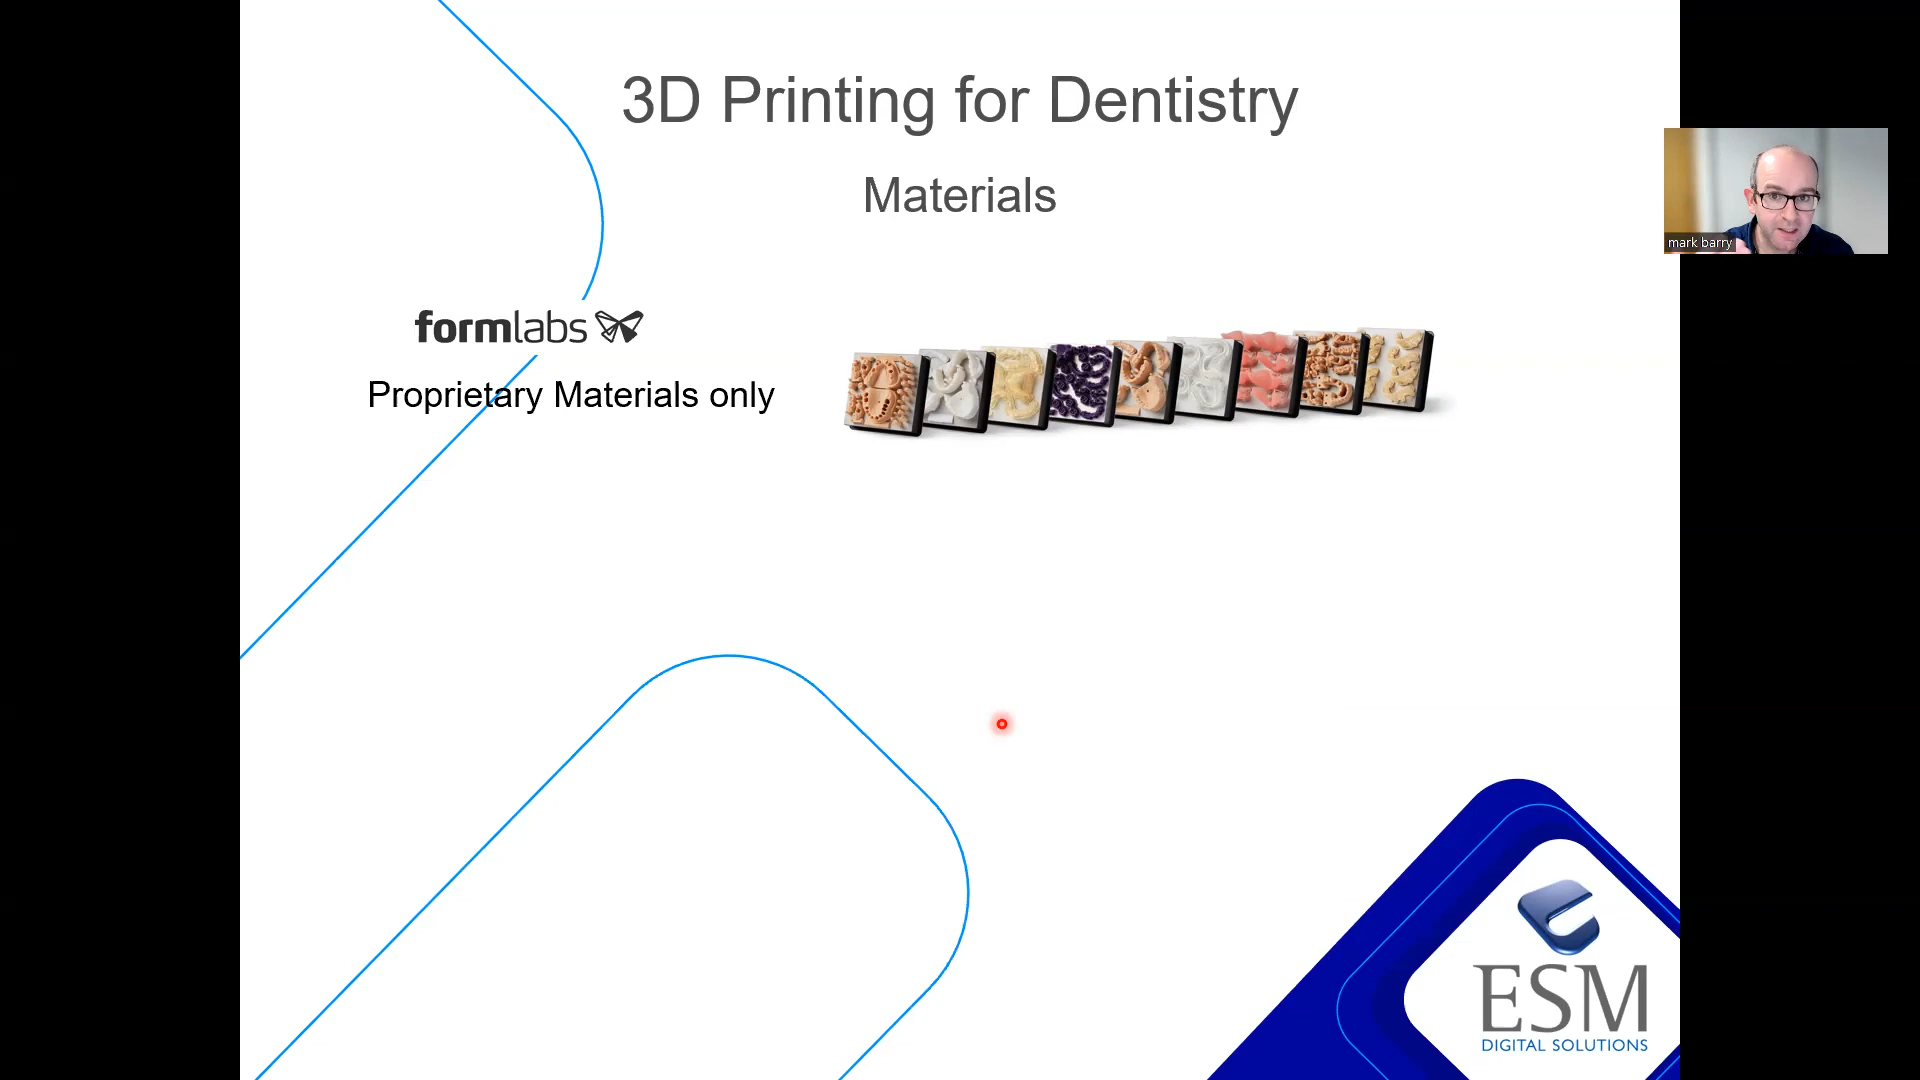 3D Printing for Dentistry
Materials
mark barry
formlabs
Proprietary Materials only
ESM
DIGITAL SOLUTIONS